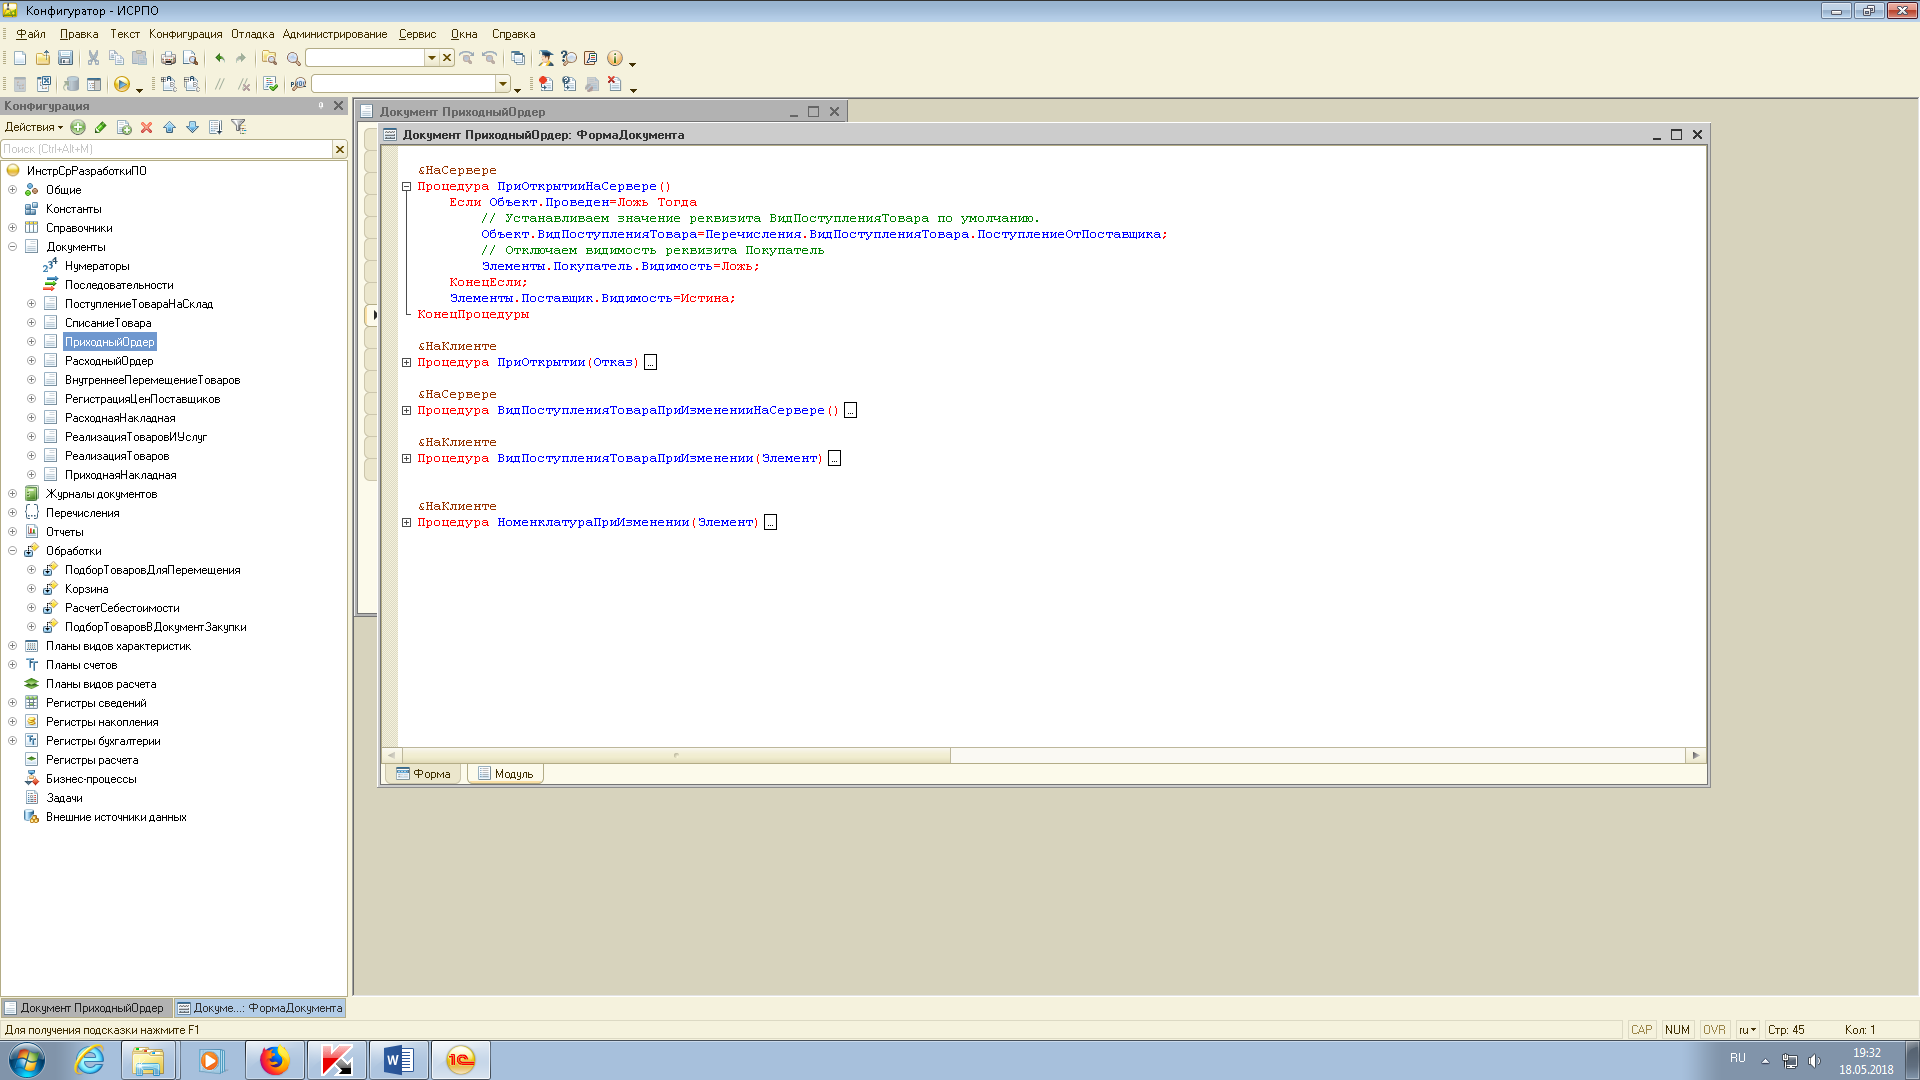 Конфигуратор - ИСРПО
Файл Правка Текст Конфигурация Отладка Администрирование Сервис Окна Справка
Конфигурация
Действия
Поиск (Ctrl+Alt+M)
ИнстрСрРазработкиПО
Общие
Константы
Справочники
Документы
Нумераторы
Последовательности
ПоступлениеТовараНаСклад
СписаниеТовара
ПриходныйОрдер
РасходныйОрдер
ВнутреннееПеремещениеТоваров
РегистрацияЦенПоставщиков
РасходнаяНакладная
РеализацияТоваровИУслуг
РеализацияТоваров
ПриходнаяНакладная
Журналы документов
Перечисления
Отчеты
Обработки
ПодборТоваровДляПеремещения
Корзина
РасчетСебестоимости
ПодборТоваровВДокументЗакупки
Планы видов характеристик
Планы счетов
Планы видов расчета
Регистры сведений
Регистры накопления
Регистры бухгалтерии
Регистры расчета
Бизнес-процессы
Задачи
Внешние источники данных
Документ ПриходныйОрдер
Документ ПриходныйОрдер: ФормаДокумента
&НаСервере
Процедура ПриОткрытииНаСервере()
Если Объект.Проведен=Ложь Тогда
// Устанавливаем значение реквизита ВидПоступленияТовара по умолчанию.
Объект.ВидПоступленияТовара=Перечисления.ВидПоступленияТовара.ПоступлениеОтПоставщика;
// Отключаем видимость реквизита Покупатель
Элементы.Покупатель.Видимость=Ложь;
КонецЕсли;
Элементы.Поставщик.Видимость=Истина;
КонецПроцедуры
&НаКлиенте
Процедура ПриОткрытии(Отказ) ...
&НаСервере
Процедура ВидПоступленияТовараПриИзмененииНаСервере() ...
&НаКлиенте
Процедура ВидПоступленияТовараПриИзменении(Элемент) ...
&НаКлиенте
Процедура НоменклатураПриИзменении(Элемент) ...
Форма Модуль
Документ ПриходныйОрдер Докуме...: ФормаДокумента
Для получения подсказки нажмите F1
CAP NUM OVR ru Стр: 45 Кол: 1
RU 19:32
18.05.2018